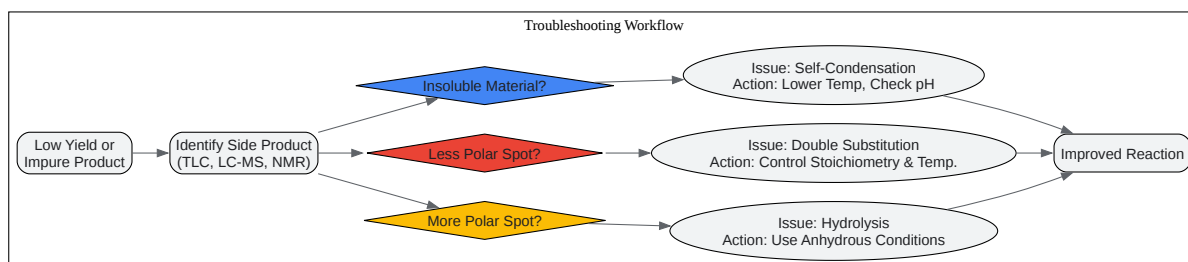 Troubleshooting Workflow
Low Yield or
Impure Product
Identify Side Product
(TLC, LC-MS, NMR)
Insoluble Material?
Less Polar Spot?
More Polar Spot?
Issue: Self-Condensation
Action: Lower Temp, Check pH
Issue: Double Substitution
Action: Control Stoichiometry & Temp.
Issue: Hydrolysis
Action: Use Anhydrous Conditions
Improved Reaction